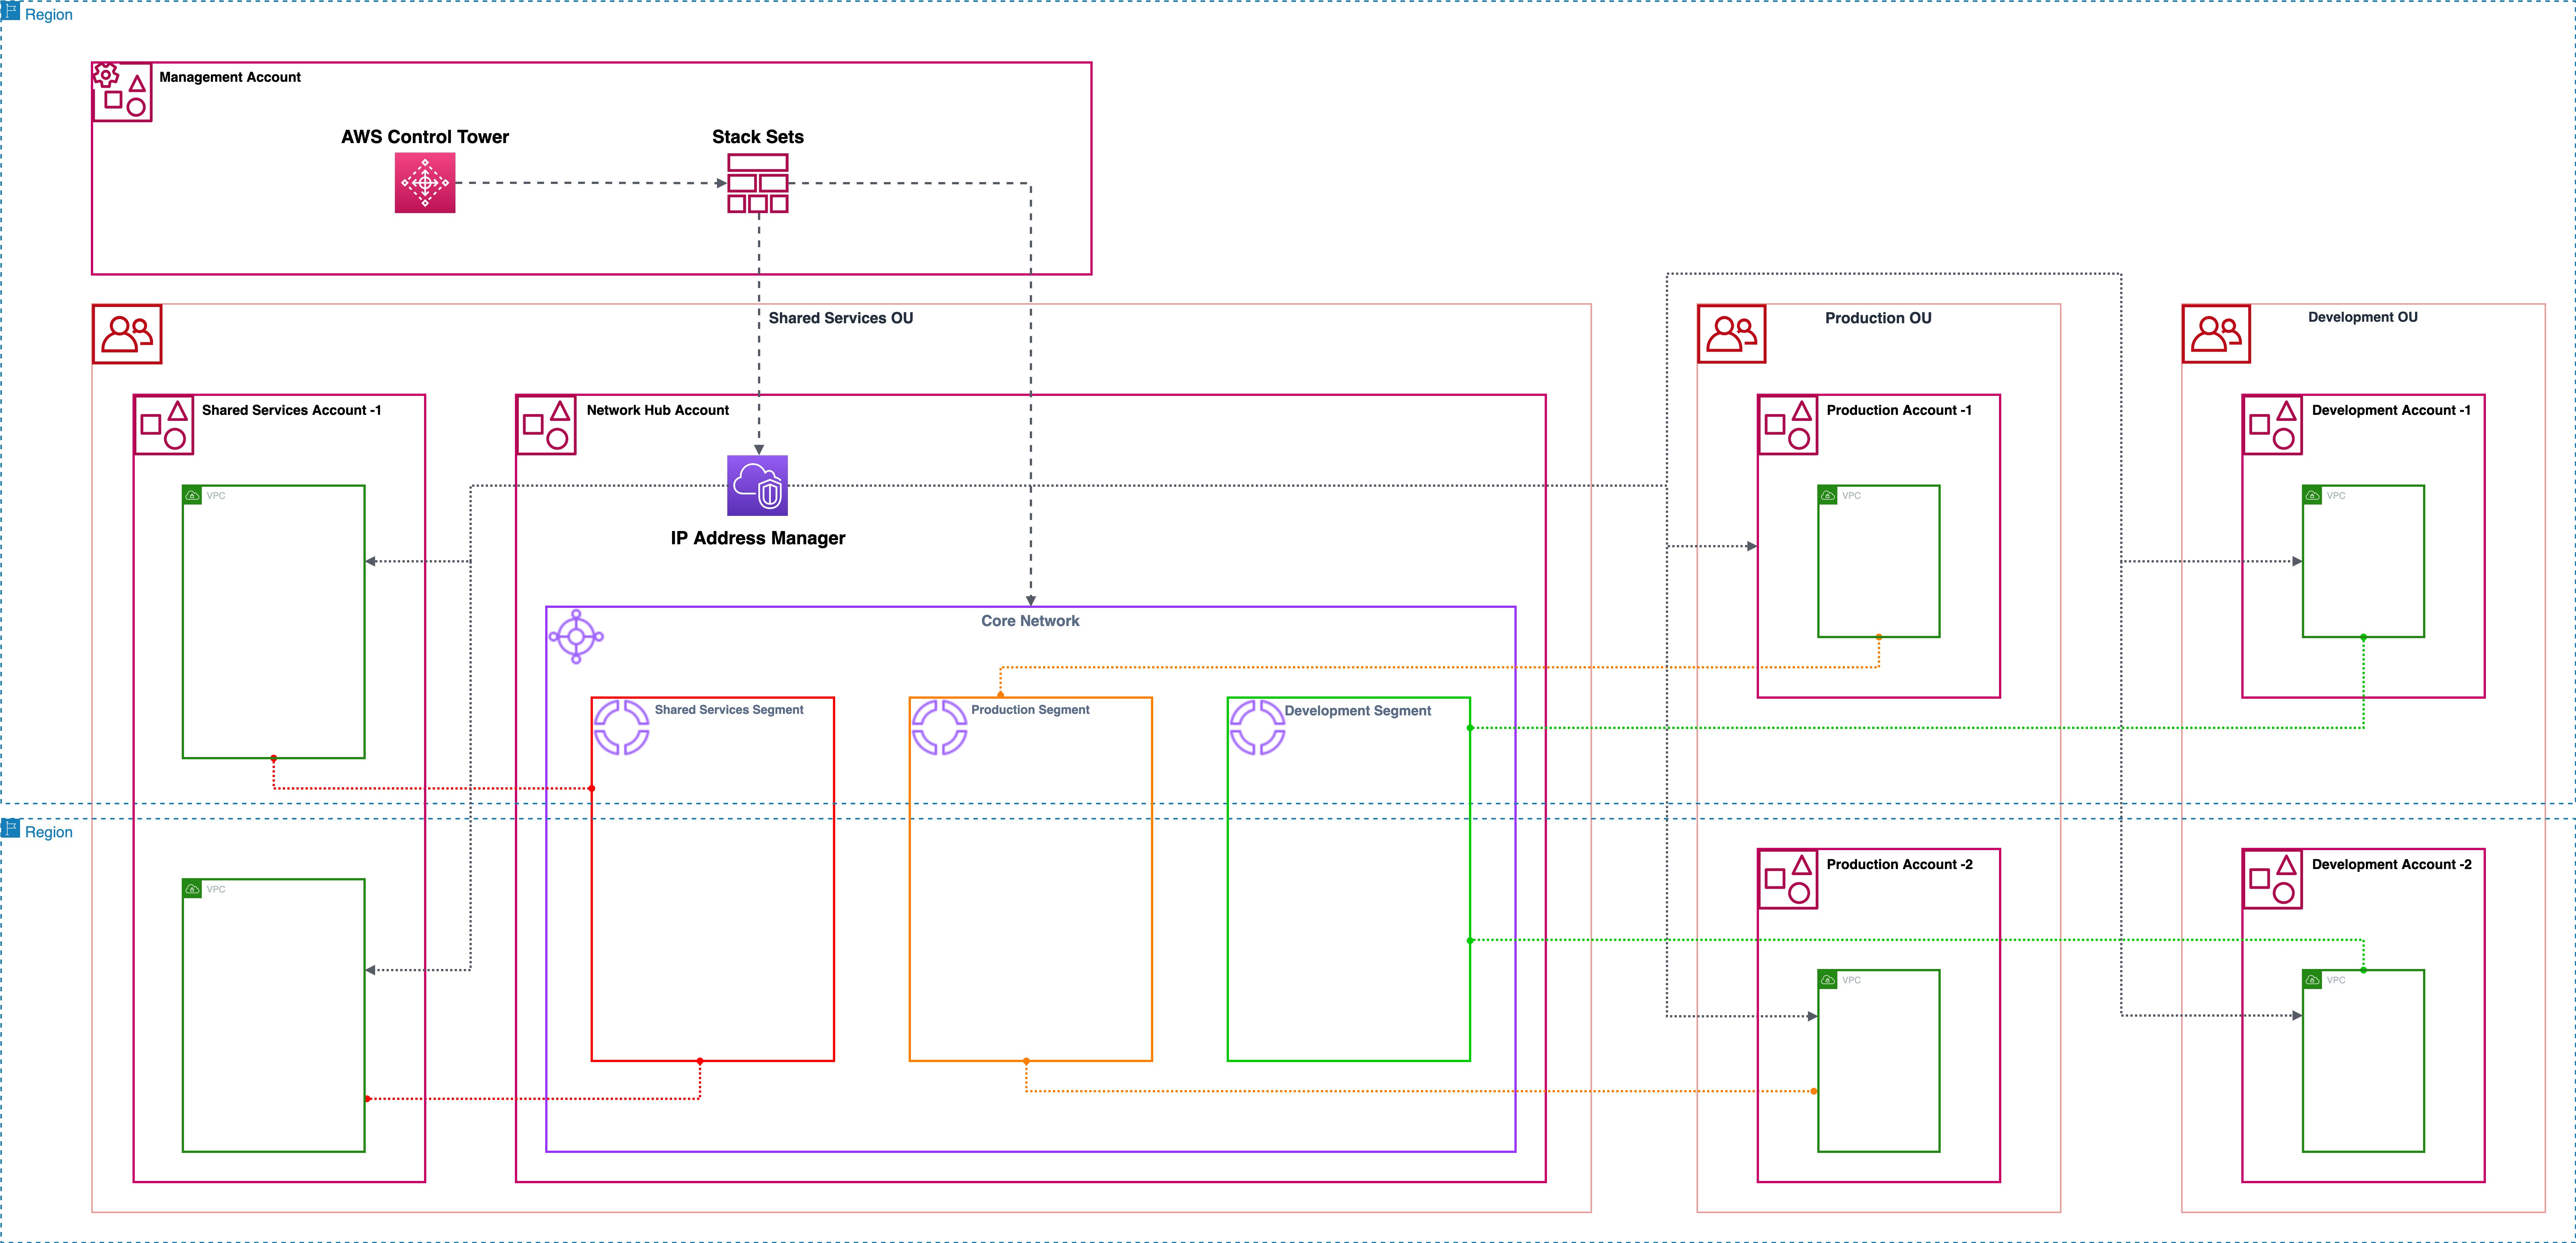 Region
Management Account
AWS Control Tower
Stack Sets
Shared Services OU
Production OU
Development OU
Shared Services Account -1
Network Hub Account
Production Account -1
Development Account -1
VPC
VPC
VPC
IP Address Manager
Core Network
Shared Services Segment
Production Segment
Development Segment
Region
Production Account -2
Development Account -2
VPC
VPC
VPC